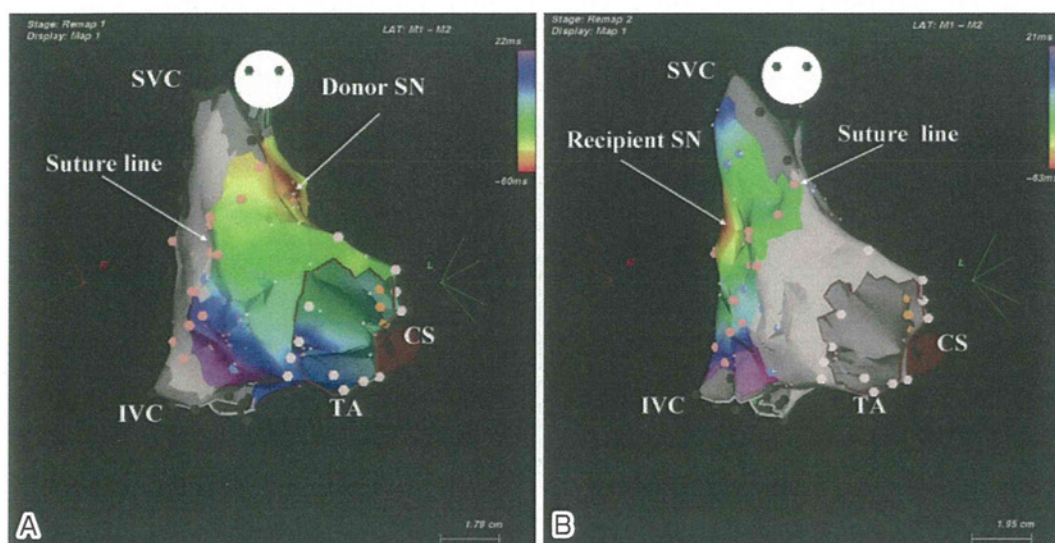 Stage: Remap 1
Display: Map 1
LAT: M1 - M2
22ms
-60ms
SVC
Donor SN
Suture line
R
L
CS
IVC
TA
A
1.79 cm
Stage: Remap 2
Display: Map 1
LAT: M1 - M2
21ms
-63ms
SVC
Recipient SN
Suture line
L
CS
IVC
TA
B
1.95 cm